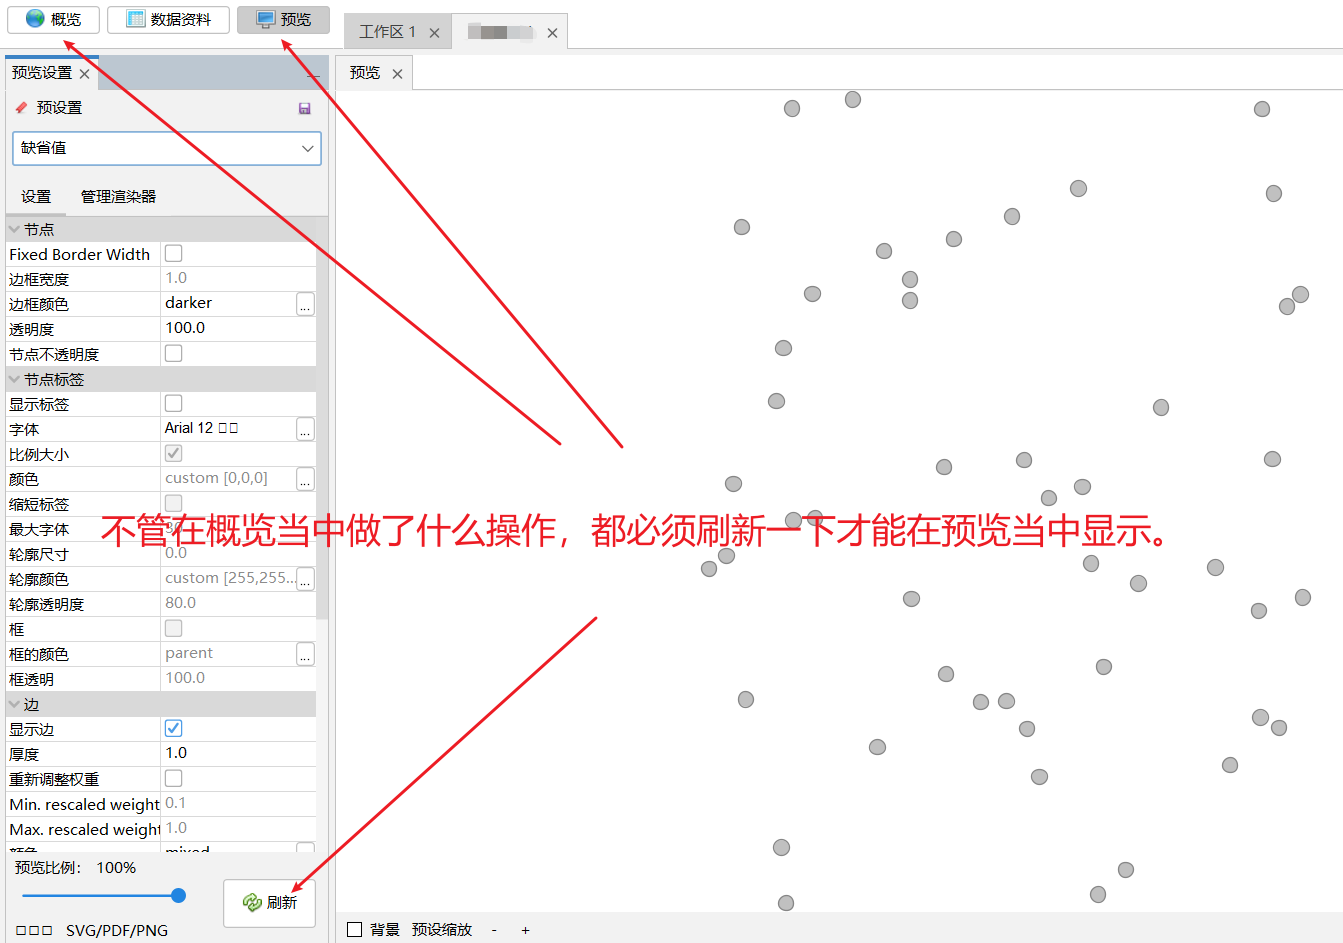 概览 数据资料 预览 工作区 1
预览设置 预览
预设置
缺省值
设置 管理渲染器
节点
Fixed Border Width
边框宽度 1.0
边框颜色 darker ...
透明度 100.0
节点不透明度
节点标签
显示标签
字体 Arial 12 □□ ...
比例大小
颜色 custom [0,0,0] ...
缩短标签
最大字体
不管在概览当中做了什么操作，都必须刷新一下才能在预览当中显示。
轮廓尺寸 0.0
轮廓颜色 custom [255,255... ...
轮廓透明度 80.0
框
框的颜色 parent ...
框透明 100.0
边
显示边
厚度 1.0
重新调整权重
Min. rescaled weight 0.1
Max. rescaled weight 1.0
颜色 mixed
预览比例： 100%
刷新
□□□ SVG/PDF/PNG
背景 预设缩放 - +